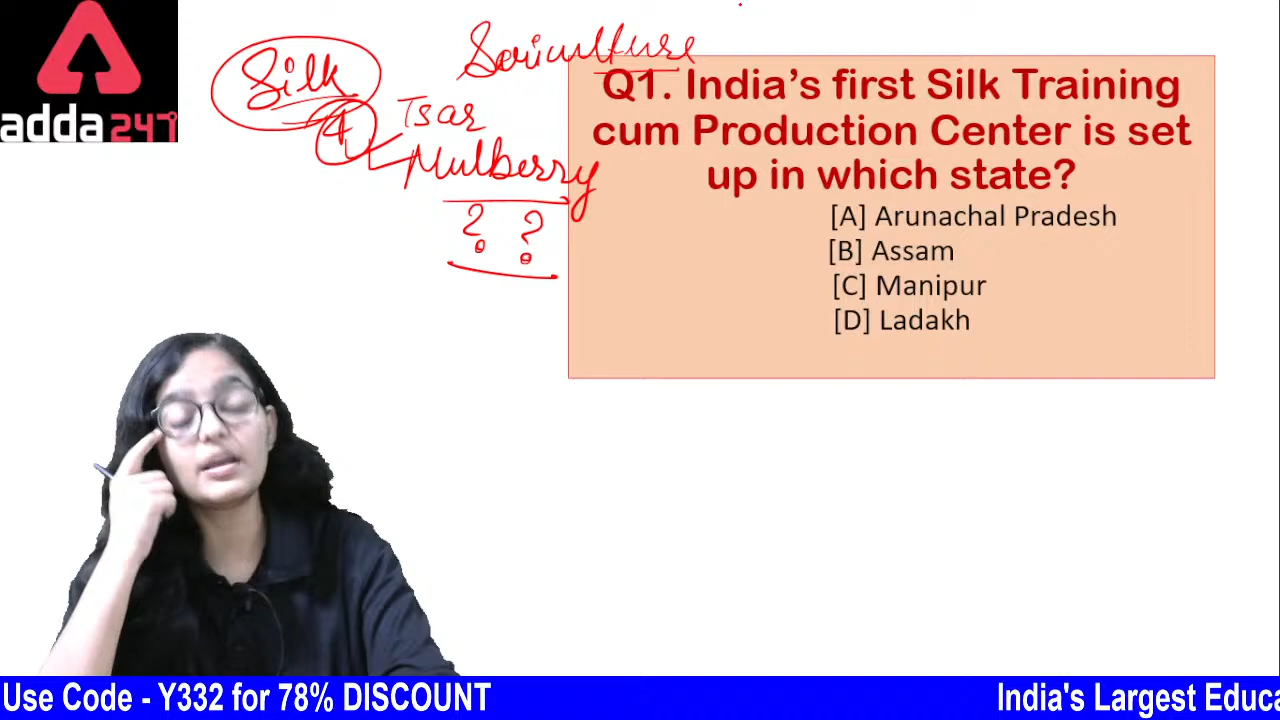 adda247
Silk
4
Sericulture
Tsar
Mulberry
? ?
Q1. India's first Silk Training
cum Production Center is set
up in which state?
[A] Arunachal Pradesh
[B] Assam
[C] Manipur
[D] Ladakh
Use Code - Y332 for 78% DISCOUNT
India's Largest Educa